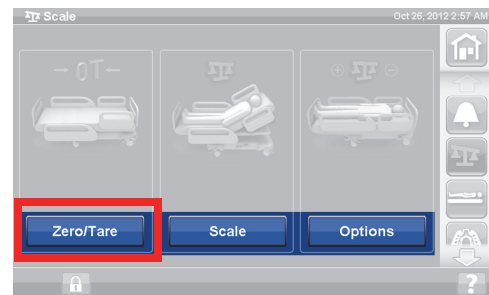 Scale
Oct 26, 2012 2:57 AM
→ 0T ←
Zero/Tare
Scale
Options
?